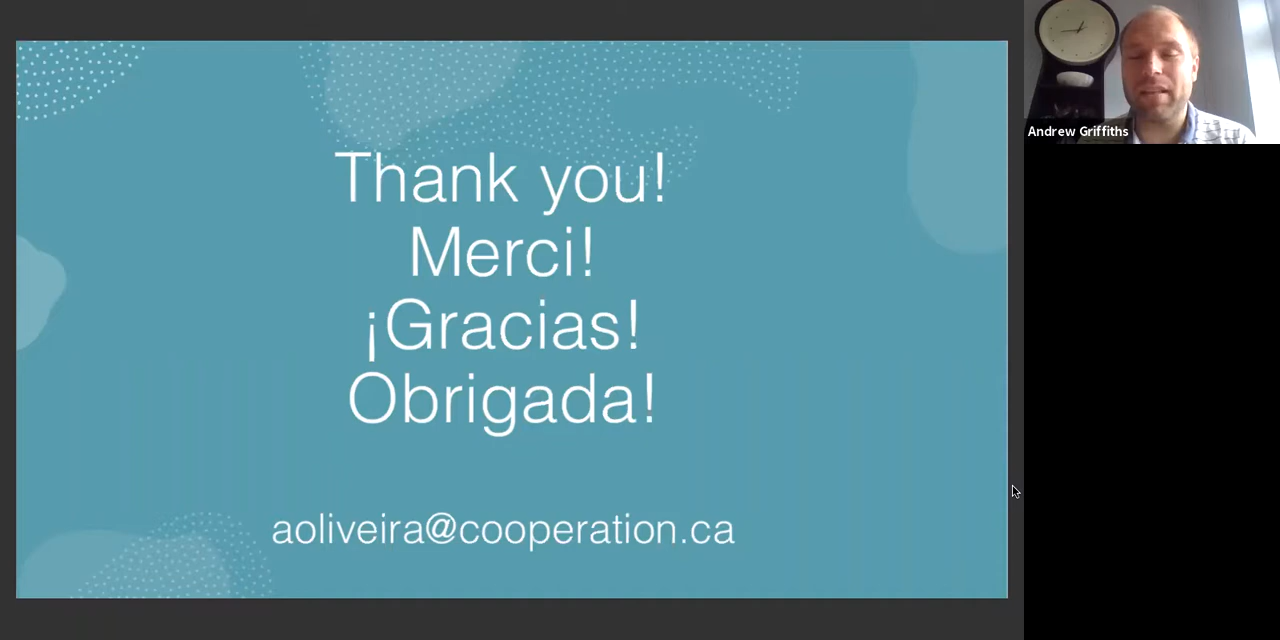 Thank you!
Merci!
¡Gracias!
Obrigada!
aoliveira@cooperation.ca
Andrew Griffiths